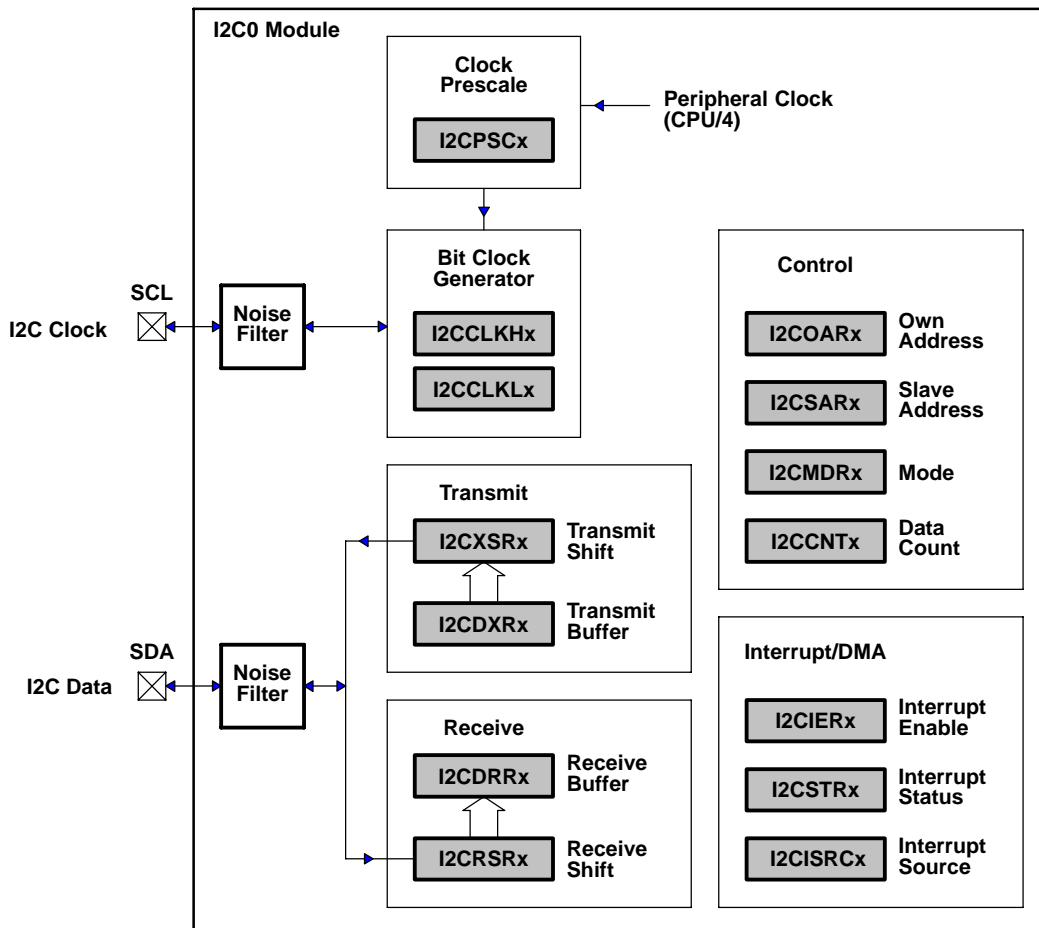 I2C0 Module
Clock
Prescale
I2CPSCx
Peripheral Clock
(CPU/4)
Bit Clock
Generator
I2CCLKHx
I2CCLKLx
SCL
I2C Clock
Noise
Filter
Control
I2COARx
Own
Address
I2CSARx
Slave
Address
I2CMDRx
Mode
I2CCNTx
Data
Count
Transmit
I2CXSRx
Transmit
Shift
I2CDXRx
Transmit
Buffer
SDA
I2C Data
Noise
Filter
Receive
I2CDRRx
Receive
Buffer
I2CRSRx
Receive
Shift
Interrupt/DMA
I2CIERx
Interrupt
Enable
I2CSTRx
Interrupt
Status
I2CISRCx
Interrupt
Source